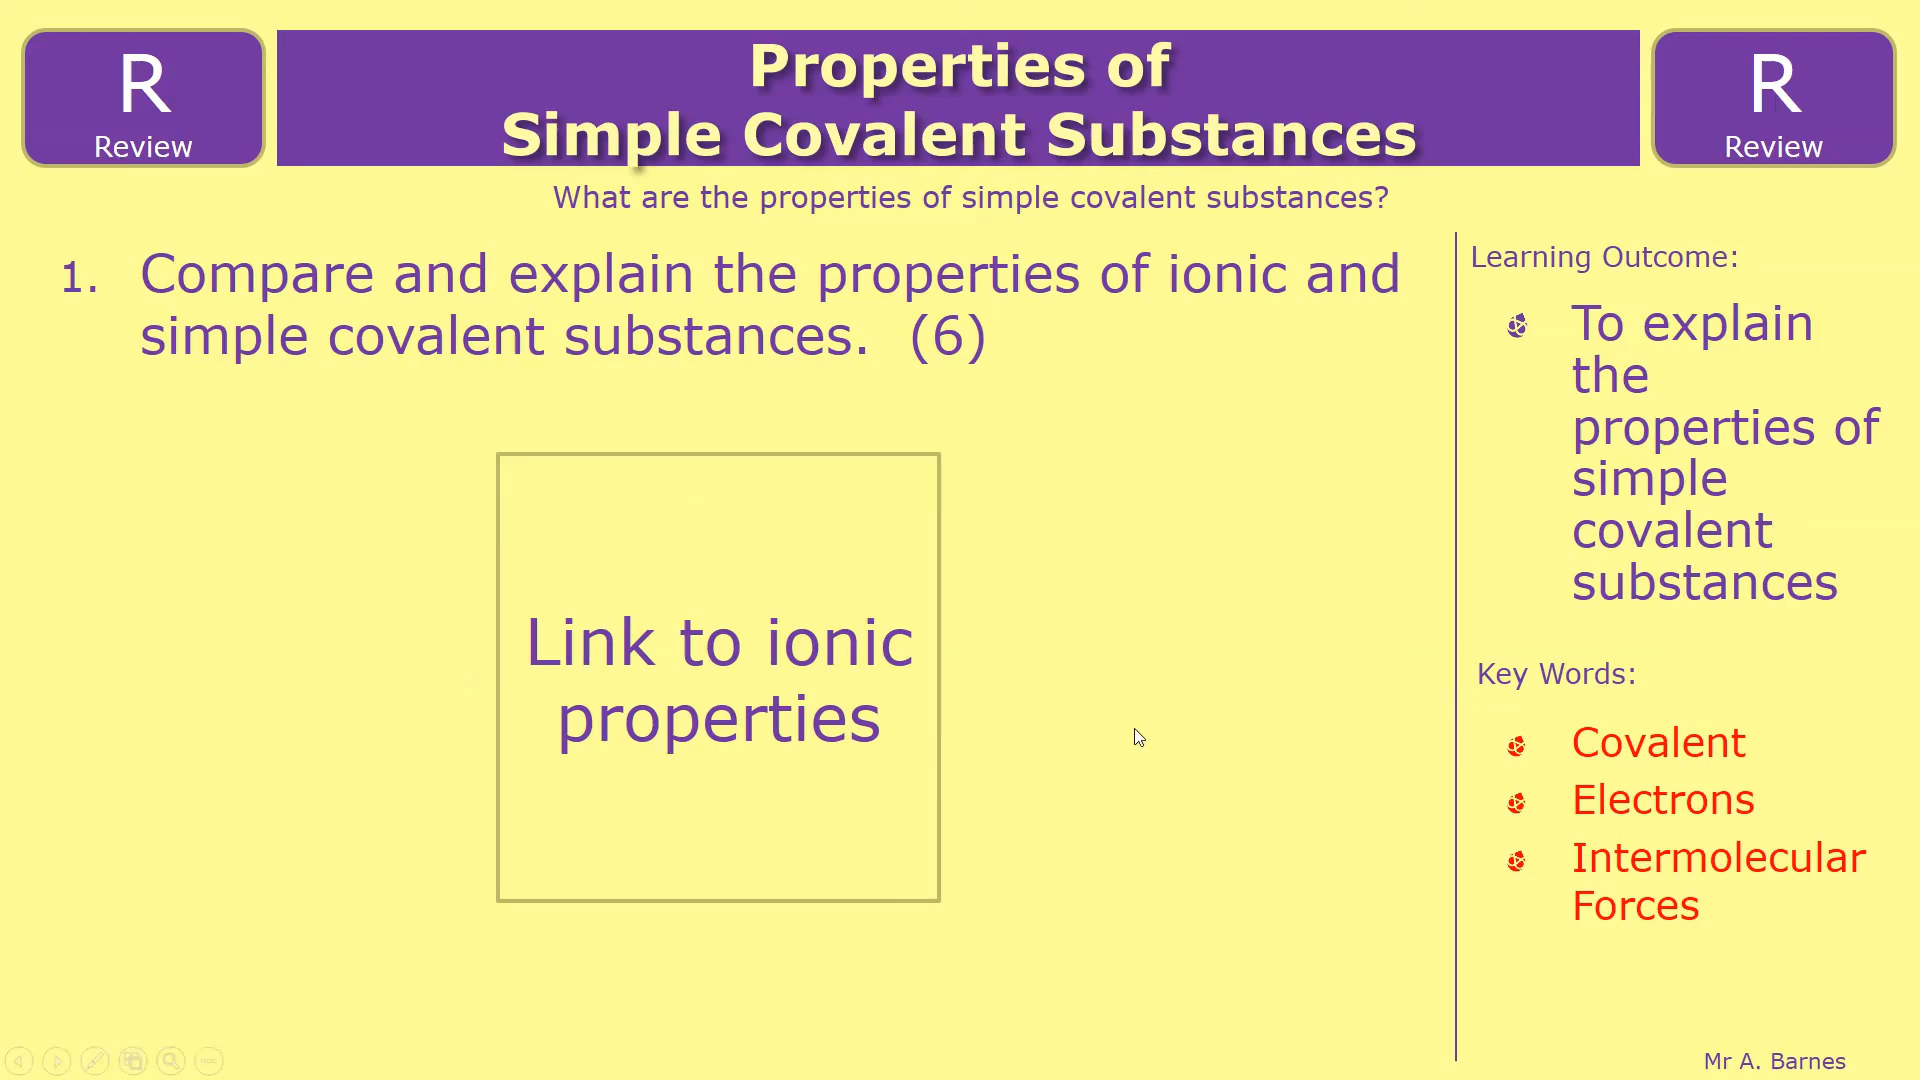 R
Review
Properties of
Simple Covalent Substances
R
Review
What are the properties of simple covalent substances?
1. Compare and explain the properties of ionic and
simple covalent substances. (6)
Link to ionic
properties
Learning Outcome:
To explain
the
properties of
simple
covalent
substances
Key Words:
Covalent
Electrons
Intermolecular
Forces
Mr A. Barnes